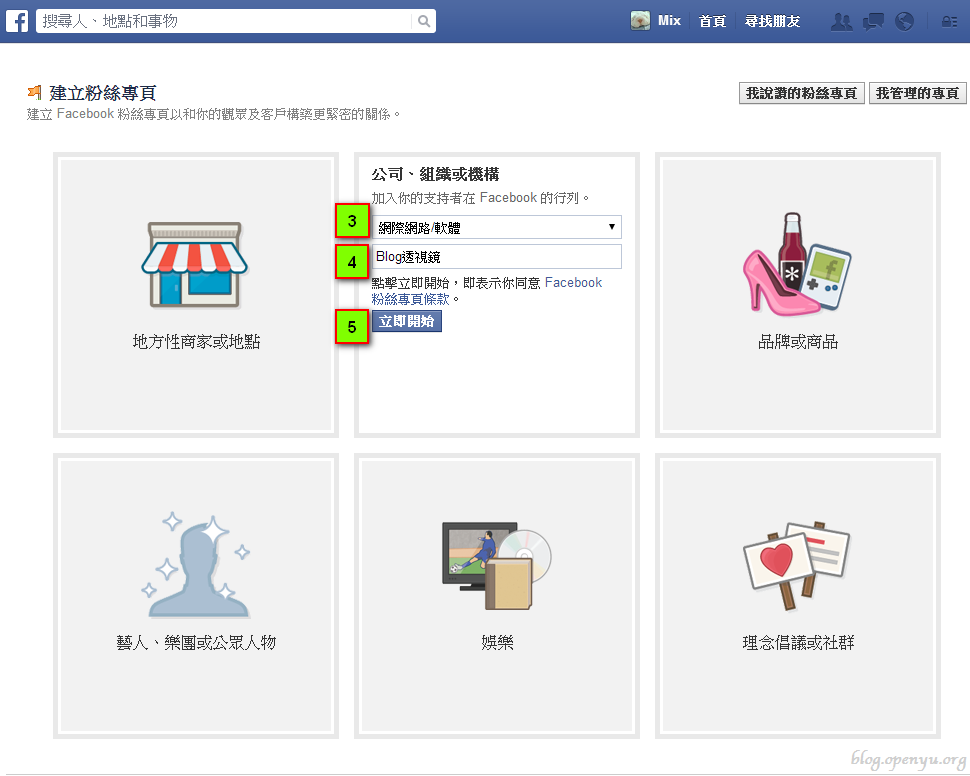 搜尋人、地點和事物
Mix 首頁 尋找朋友
建立粉絲專頁
我說讚的粉絲專頁 我管理的專頁
建立 Facebook 粉絲專頁以和你的觀眾及客戶構築更緊密的關係。
公司、組織或機構
加入你的支持者在 Facebook 的行列。
3 網際網路/軟體
4 Blog透視鏡
點擊立即開始,即表示你同意 Facebook
粉絲專頁條款。
5 立即開始
地方性商家或地點
品牌或商品
藝人、樂團或公眾人物
娛樂
理念倡議或社群
blog.openyu.org